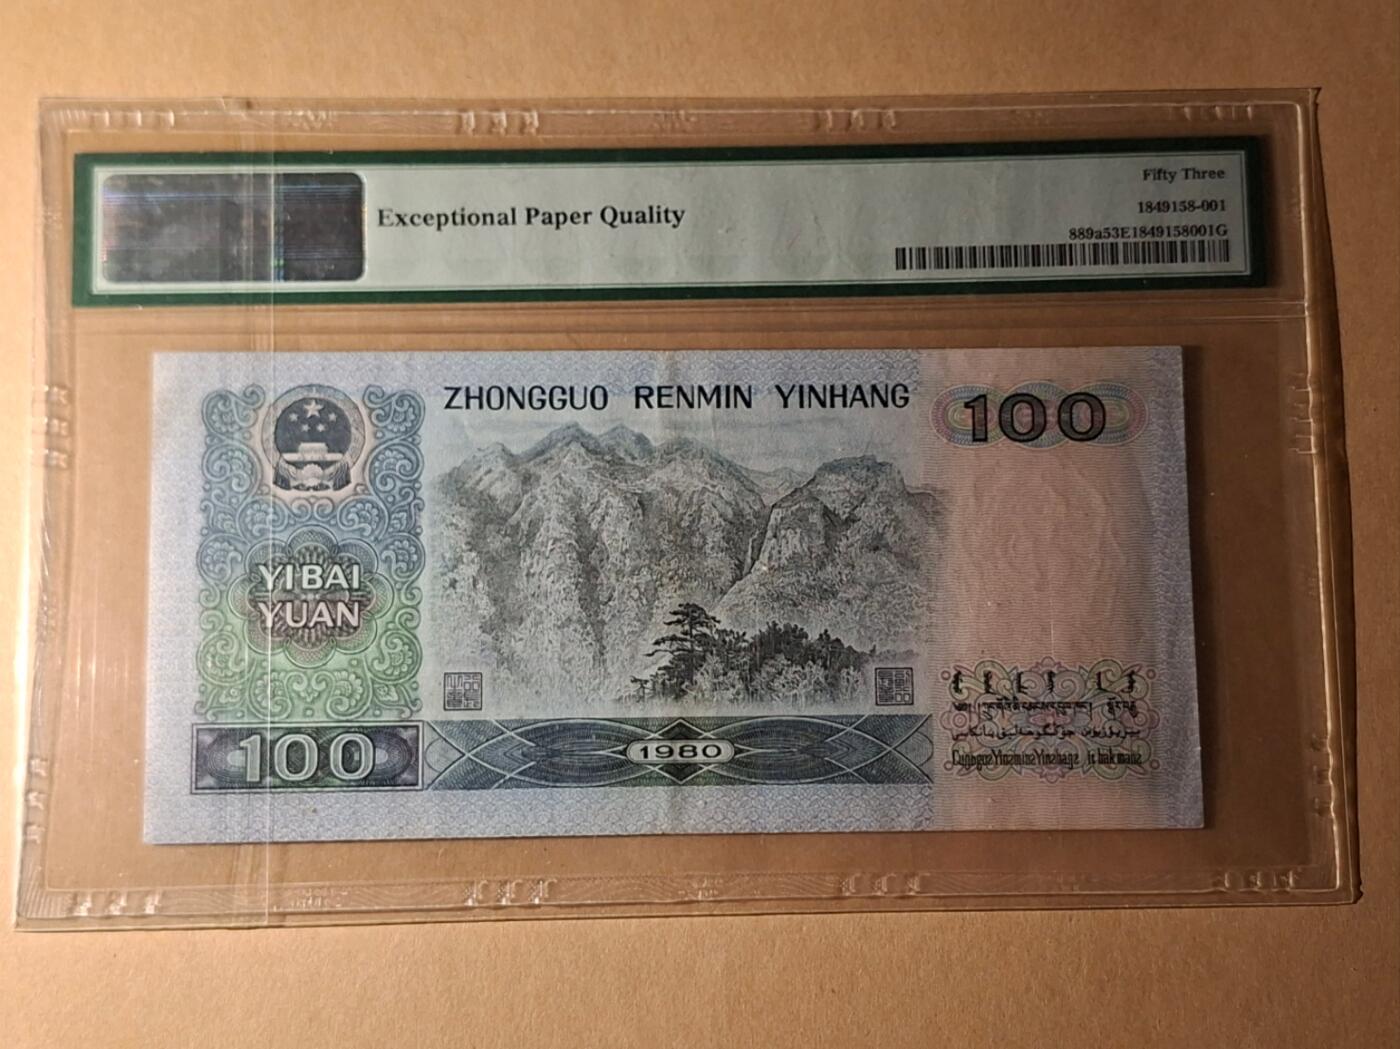 Fifty Three
Exceptional Paper Quality
1849158-001
889a53E1849158001G
ZHONGGUO RENMIN YINHANG
100
YIBAI
YUAN
100
1980